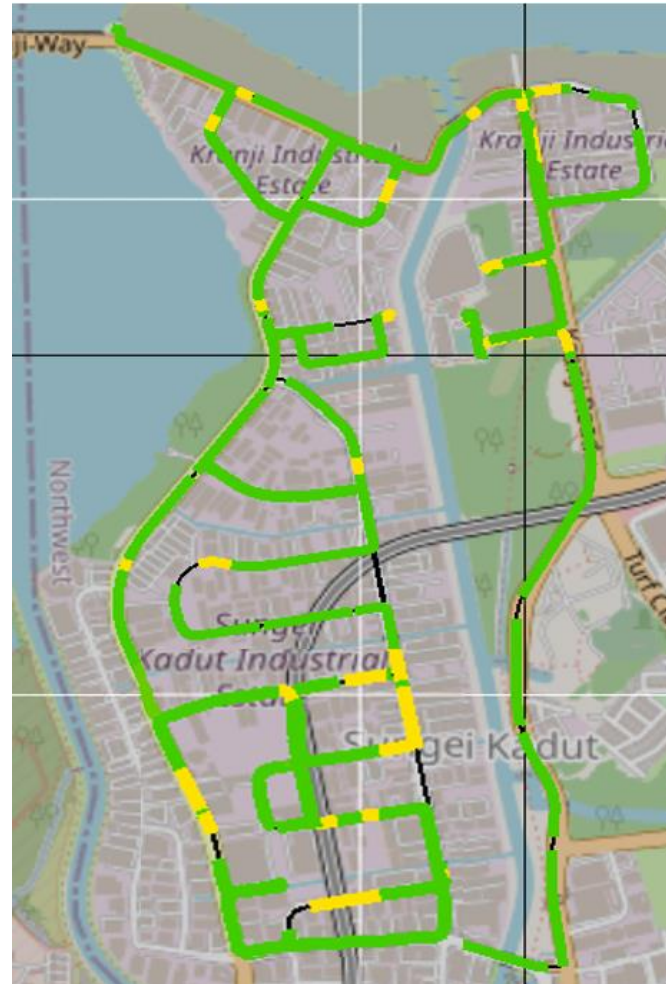 ji Way
Kranji Industrial
Estate
Kranji Industri
Estate
Northwest
Turf C
Sungei
Kadut Industrial
Estate
Sungei Kadut